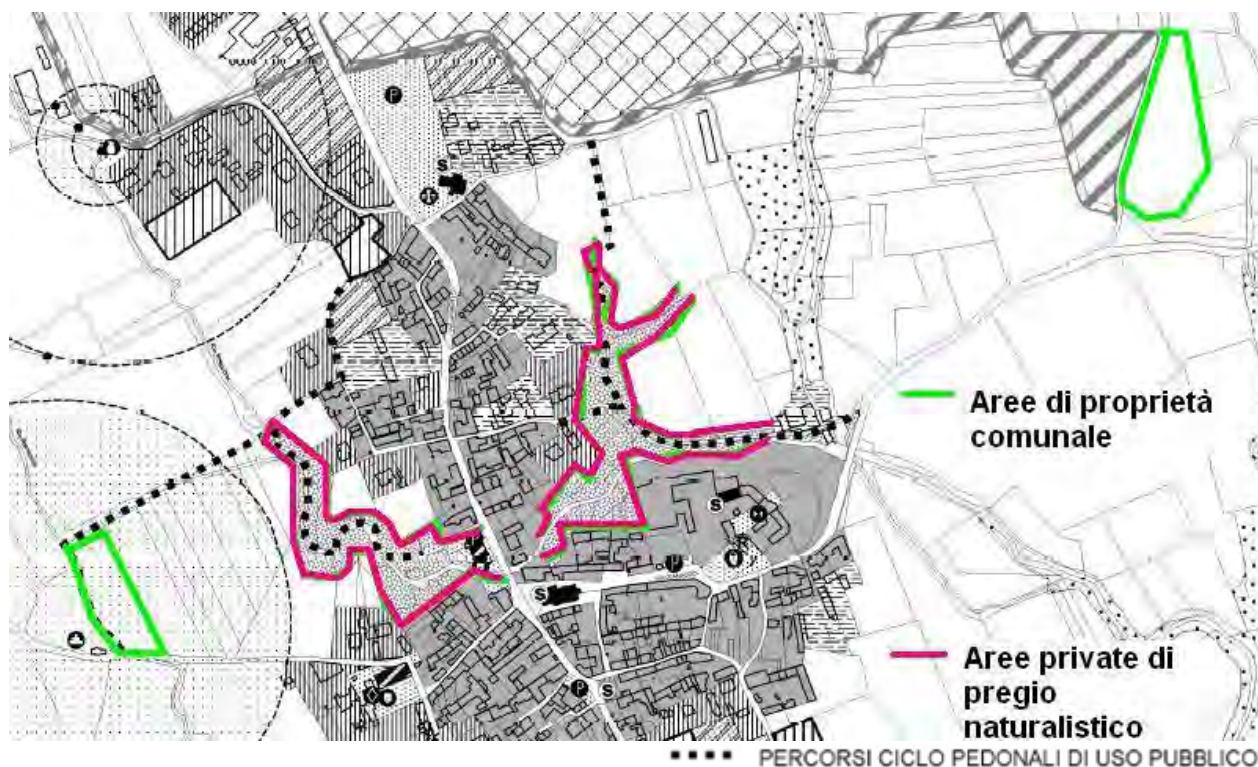 P
S
Aree di proprietà
comunale
S
P
S
Aree private di
pregio
naturalistico
P
S
PERCORSI CICLO PEDONALI DI USO PUBBLICO